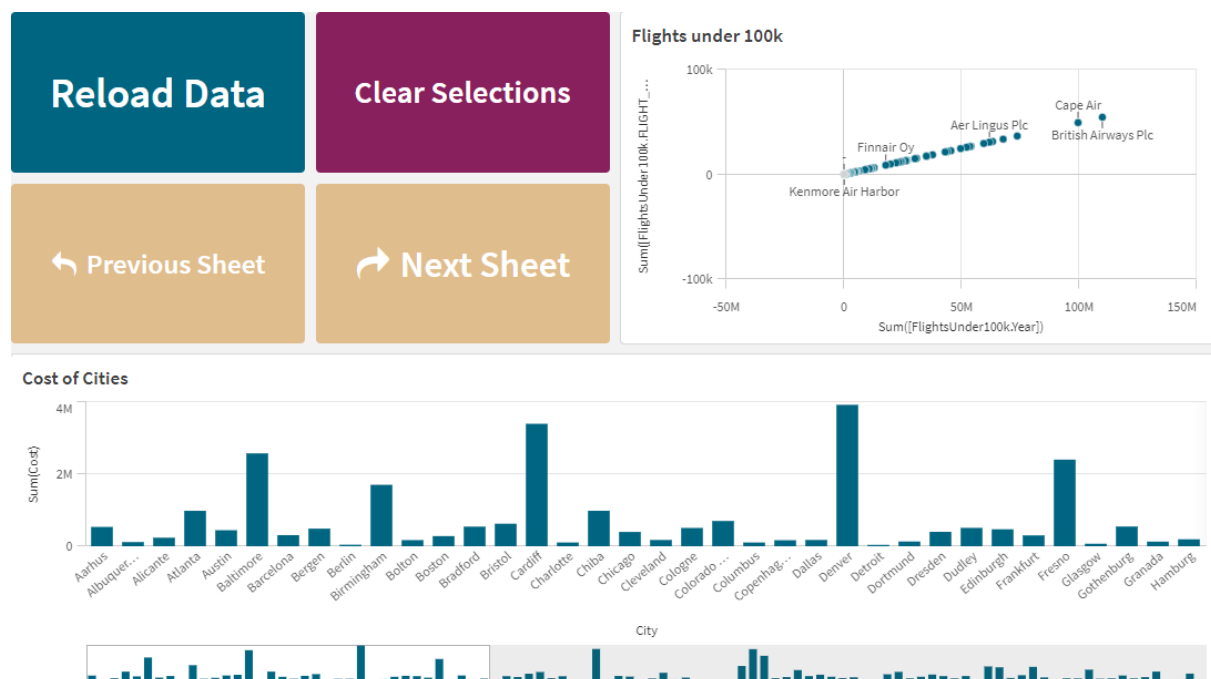 Reload Data
Clear Selections
Previous Sheet
Next Sheet
Flights under 100k
Sum([FlightsUnder100k.FLIGHT_...
100k
0
-100k
Cape Air
British Airways Plc
Aer Lingus Plc
Finnair Oy
Kenmore Air Harbor
-50M
0
50M
100M
150M
Sum([FlightsUnder100k.Year])
Cost of Cities
Sum(Cost)
4M
2M
0
Aarhus
Albuquer...
Alicante
Atlanta
Austin
Baltimore
Barcelona
Bergen
Berlin
Birmingham
Bolton
Boston
Bradford
Bristol
Cardiff
Charlotte
Chiba
Chicago
Cleveland
Cologne
Colorado ...
Columbus
Copenhag...
Dallas
Denver
Detroit
Dortmund
Dresden
Dudley
Edinburgh
Frankfurt
Fresno
Glasgow
Gothenburg
Granada
Hamburg
City